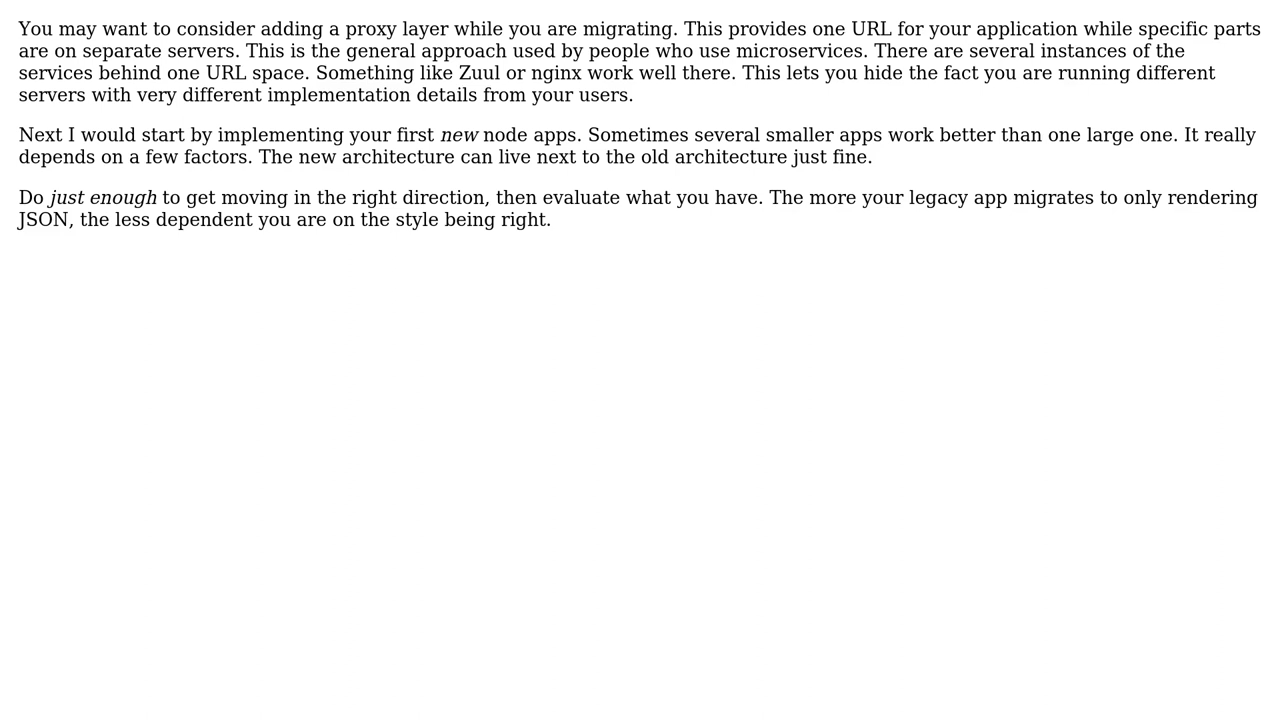 You may want to consider adding a proxy layer while you are migrating. This provides one URL for your application while specific parts
are on separate servers. This is the general approach used by people who use microservices. There are several instances of the
services behind one URL space. Something like Zuul or nginx work well there. This lets you hide the fact you are running different
servers with very different implementation details from your users.
Next I would start by implementing your first new node apps. Sometimes several smaller apps work better than one large one. It really
depends on a few factors. The new architecture can live next to the old architecture just fine.
Do just enough to get moving in the right direction, then evaluate what you have. The more your legacy app migrates to only rendering
JSON, the less dependent you are on the style being right.